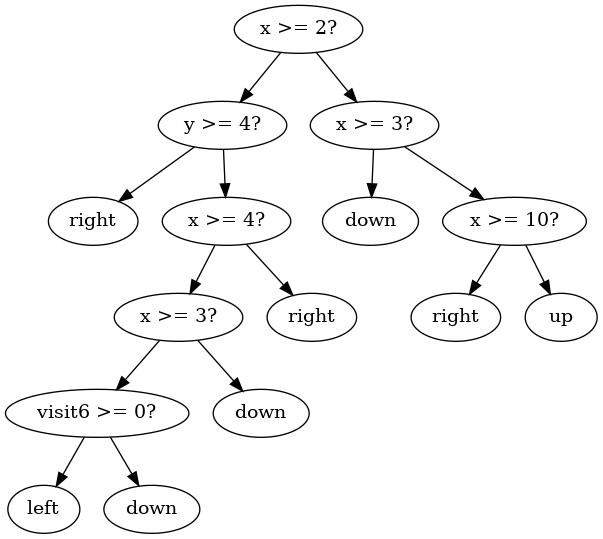 x >= 2?
y >= 4?
x >= 3?
right
x >= 4?
down
x >= 10?
x >= 3?
right
right
up
visit6 >= 0?
down
left
down